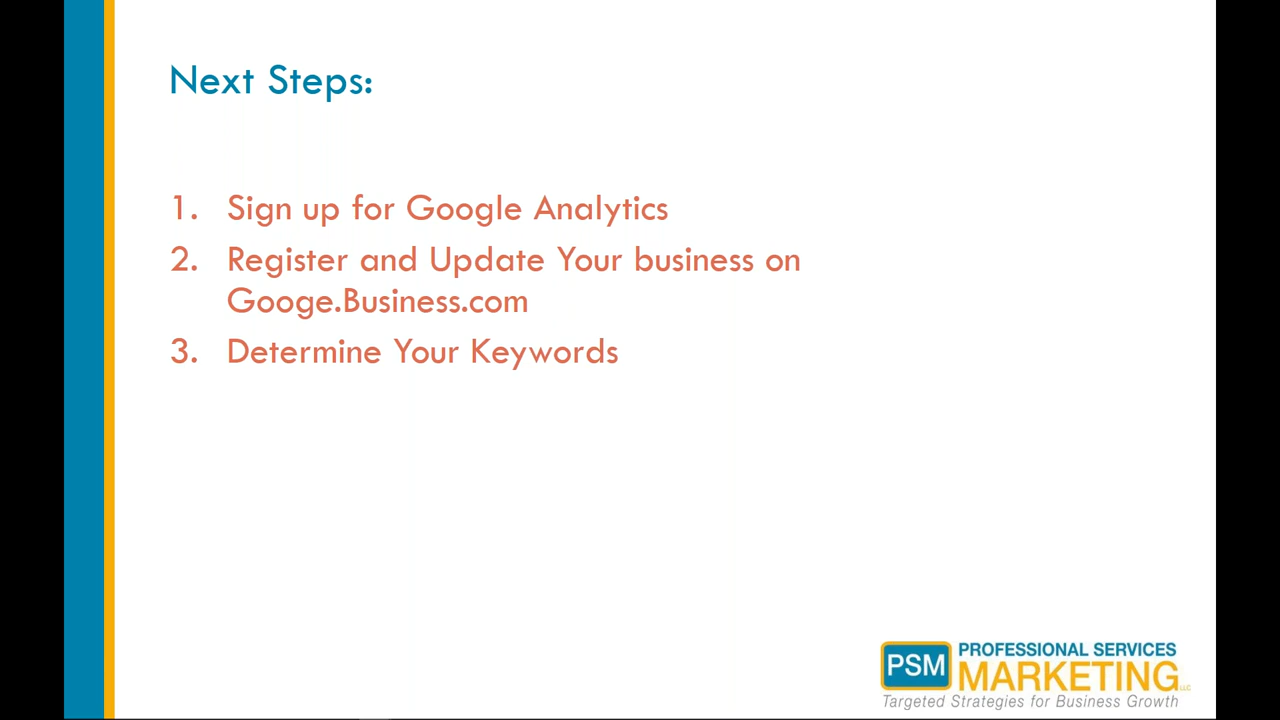 Next Steps:
1. Sign up for Google Analytics
2. Register and Update Your business on
Googe.Business.com
3. Determine Your Keywords
PSM PROFESSIONAL SERVICES
MARKETING LLC
Targeted Strategies for Business Growth